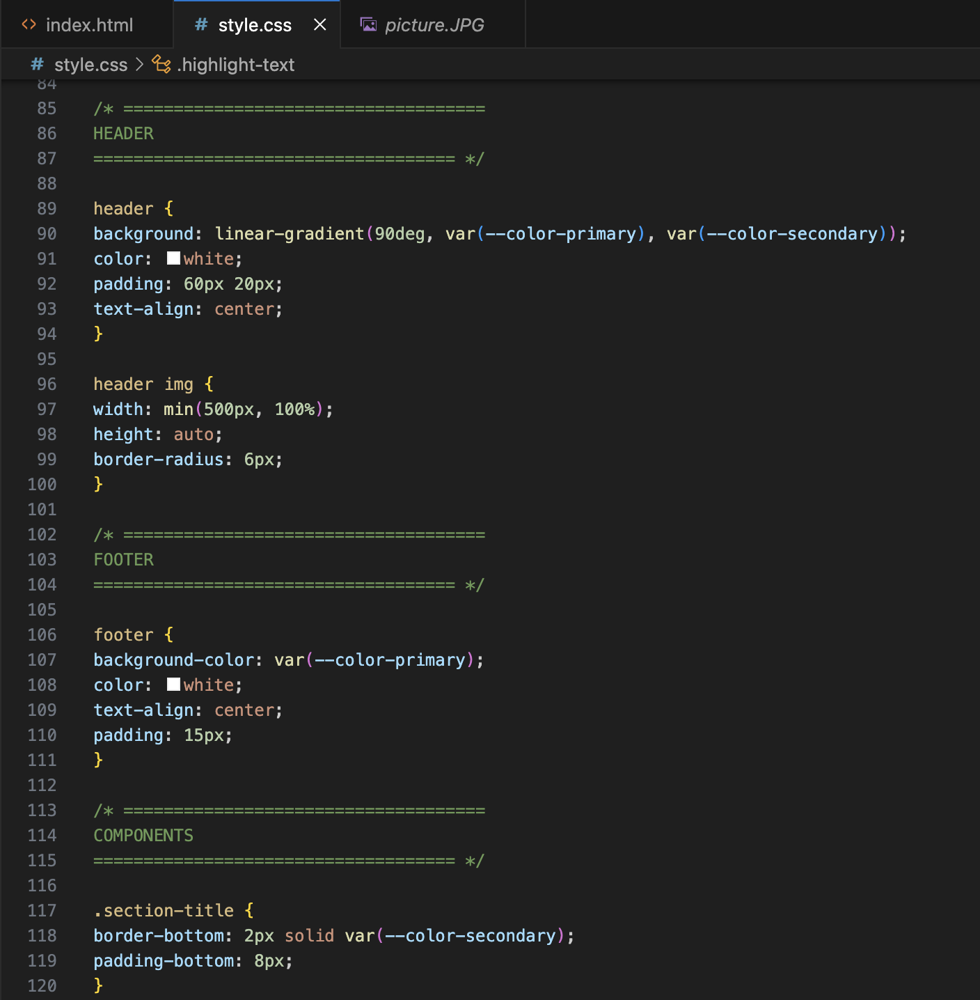 index.html
style.css
picture.JPG
# style.css > .highlight-text
84
85 /* ====================================
86 HEADER
87 ==================================== */
88
89 header {
90 background: linear-gradient(90deg, var(--color-primary), var(--color-secondary));
91 color: white;
92 padding: 60px 20px;
93 text-align: center;
94 }
95
96 header img {
97 width: min(500px, 100%);
98 height: auto;
99 border-radius: 6px;
100 }
101
102 /* ====================================
103 FOOTER
104 ==================================== */
105
106 footer {
107 background-color: var(--color-primary);
108 color: white;
109 text-align: center;
110 padding: 15px;
111 }
112
113 /* ====================================
114 COMPONENTS
115 ==================================== */
116
117 .section-title {
118 border-bottom: 2px solid var(--color-secondary);
119 padding-bottom: 8px;
120 }